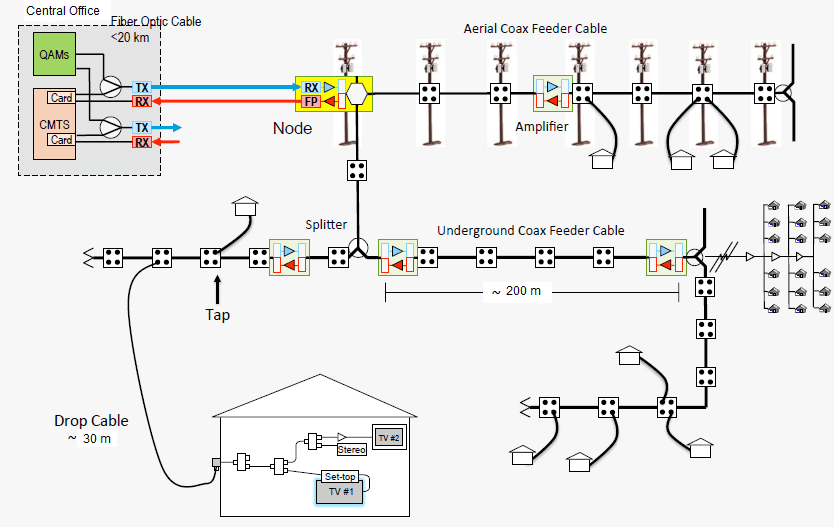 Central Office
Fiber Optic Cable
<20 km
QAMs
Card
CMTS
Card
TX
RX
TX
RX
RX
FP
Node
Aerial Coax Feeder Cable
Amplifier
Splitter
Underground Coax Feeder Cable
~ 200 m
Tap
Drop Cable
~ 30 m
TV #2
Stereo
Set-top
TV #1